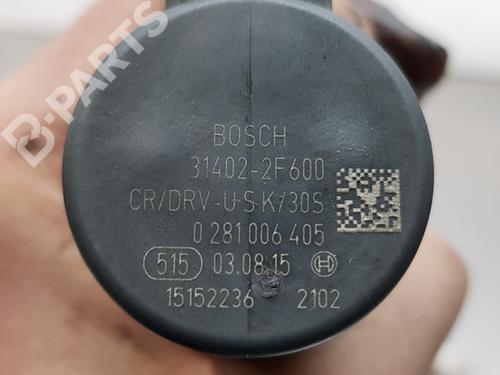 B-PARTS
BOSCH
31402-2F600
CR/DRV-U·S·K/30S
0 281 006 405
515 03.08.15
15152236 2102